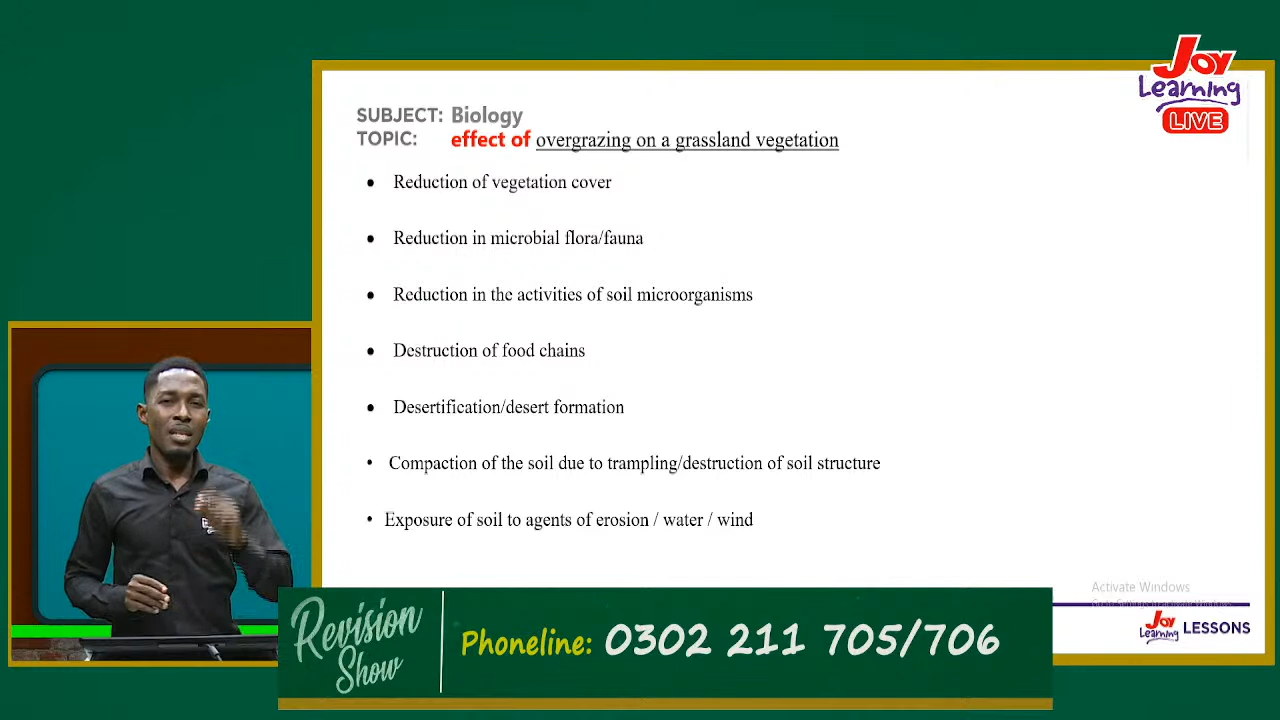 Joy
Learning
LIVE
SUBJECT: Biology
TOPIC: effect of overgrazing on a grassland vegetation
• Reduction of vegetation cover
• Reduction in microbial flora/fauna
• Reduction in the activities of soil microorganisms
• Destruction of food chains
• Desertification/desert formation
• Compaction of the soil due to trampling/destruction of soil structure
• Exposure of soil to agents of erosion / water / wind
Activate Windows
Joy Learning LESSONS
Revision Show
Phoneline: 0302 211 705/706